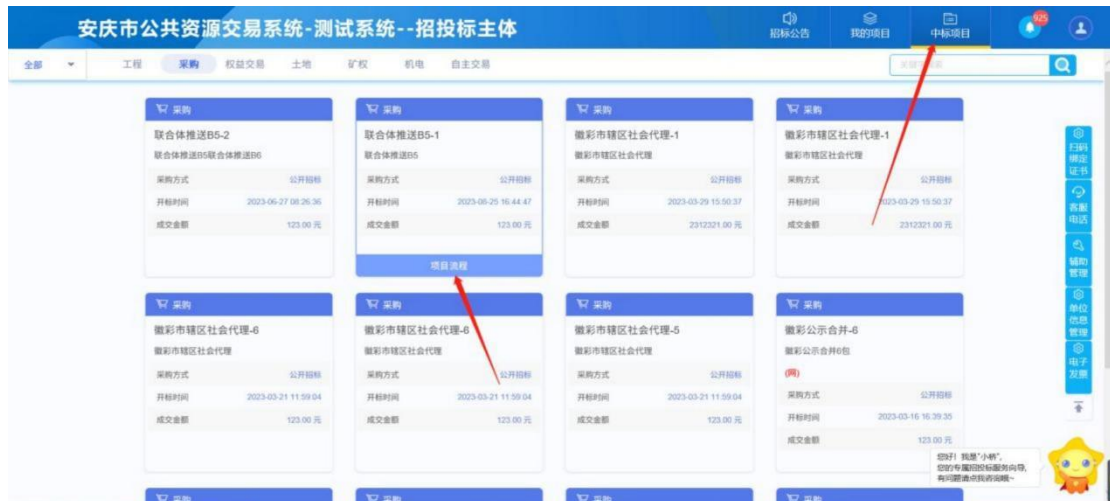 安庆市公共资源交易系统-测试系统--招投标主体
招标公告
我的项目
中标项目
925
全部
工程
采购
权益交易
土地
矿权
机电
自主交易
采购
联合体推送B5-2
联合体推送B5联合体推送B6
采购方式 公开招标
开标时间 2023-06-27 08:26:36
成交金额 123.00 元
采购
联合体推送B5-1
联合体推送B5
采购方式 公开招标
开标时间 2023-06-25 16:44:47
成交金额 123.00 元
项目流程
采购
徽彩市辖区社会代理-1
徽彩市辖区社会代理
采购方式 公开招标
开标时间 2023-03-29 15:50:37
成交金额 2312321.00 元
采购
徽彩市辖区社会代理-1
徽彩市辖区社会代理
采购方式 公开招标
开标时间 2023-03-29 15:50:37
成交金额 2312321.00 元
采购
徽彩市辖区社会代理-6
徽彩市辖区社会代理
采购方式 公开招标
开标时间 2023-03-21 11:59:04
成交金额 123.00 元
采购
徽彩市辖区社会代理-6
徽彩市辖区社会代理
采购方式 公开招标
开标时间 2023-03-21 11:59:04
成交金额 123.00 元
采购
徽彩市辖区社会代理-5
徽彩市辖区社会代理
采购方式 公开招标
开标时间 2023-03-21 11:59:04
成交金额 123.00 元
采购
徽彩公示合并-6
徽彩公示合并6包
(网)
采购方式 公开招标
开标时间 2023-03-16 16:39:35
成交金额 123.00 元
采购
采购
采购
采购
扫码
绑定
证书
客服
电话
辅助
管理
单位
信息
管理
电子
发票
您好！我是"小桥",
您的专属招投标服务向导,
有问题请点我咨询哦~